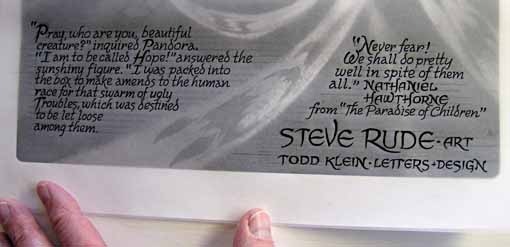 "Pray, who are you, beautiful
creature?" inquired Pandora.
"I am to be called Hope!" answered the
sunshiny figure. "I was packed into
the box to make amends to the human
race for that swarm of ugly
Troubles, which was destined
to be let loose
among them.
"Never fear!
We shall do pretty
well in spite of them
all." NATHANIEL
HAWTHORNE
from "The Paradise of Children"
STEVE RUDE · ART
TODD KLEIN · LETTERS + DESIGN